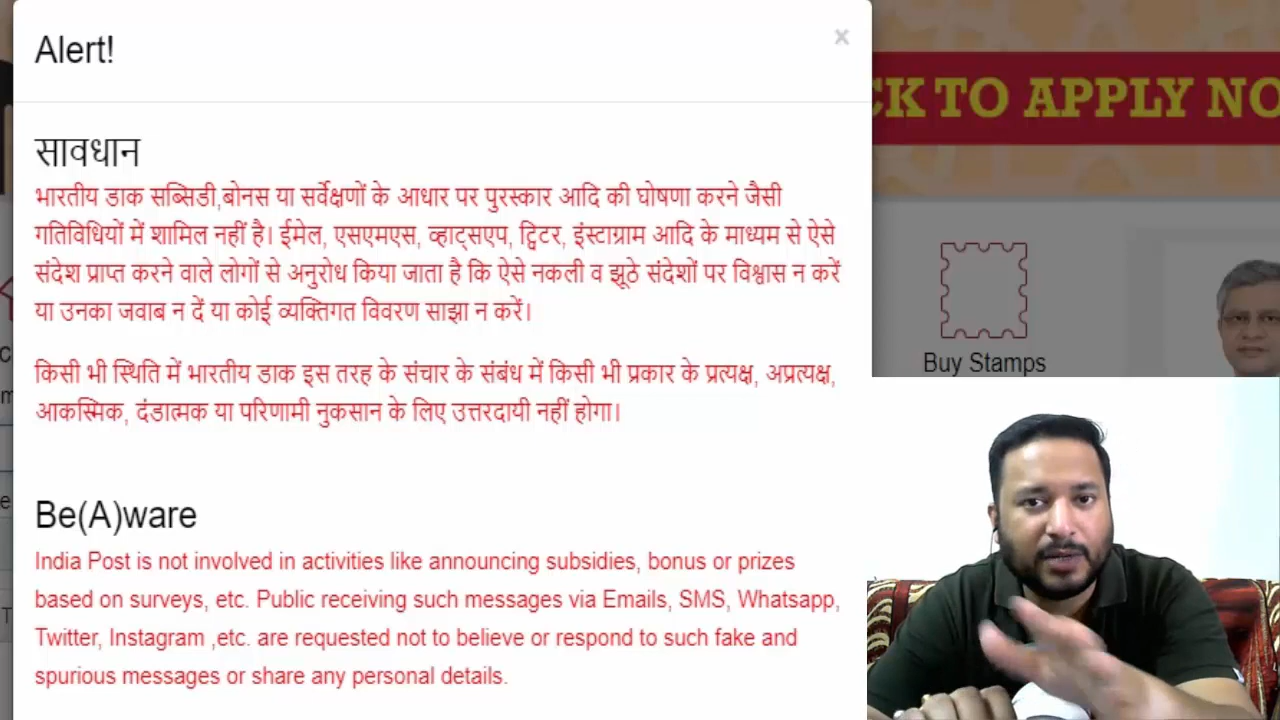 Alert!
×
CK TO APPLY NO
सावधान
भारतीय डाक सब्सिडी,बोनस या सर्वेक्षणों के आधार पर पुरस्कार आदि की घोषणा करने जैसी
गतिविधियों में शामिल नहीं है। ईमेल, एसएमएस, व्हाट्सएप, ट्विटर, इंस्टाग्राम आदि के माध्यम से ऐसे
संदेश प्राप्त करने वाले लोगों से अनुरोध किया जाता है कि ऐसे नकली व झूठे संदेशों पर विश्वास न करें
या उनका जवाब न दें या कोई व्यक्तिगत विवरण साझा न करें।
किसी भी स्थिति में भारतीय डाक इस तरह के संचार के संबंध में किसी भी प्रकार के प्रत्यक्ष, अप्रत्यक्ष,
आकस्मिक, दंडात्मक या परिणामी नुकसान के लिए उत्तरदायी नहीं होगा।
Buy Stamps
Be(A)ware
India Post is not involved in activities like announcing subsidies, bonus or prizes
based on surveys, etc. Public receiving such messages via Emails, SMS, Whatsapp,
Twitter, Instagram ,etc. are requested not to believe or respond to such fake and
spurious messages or share any personal details.